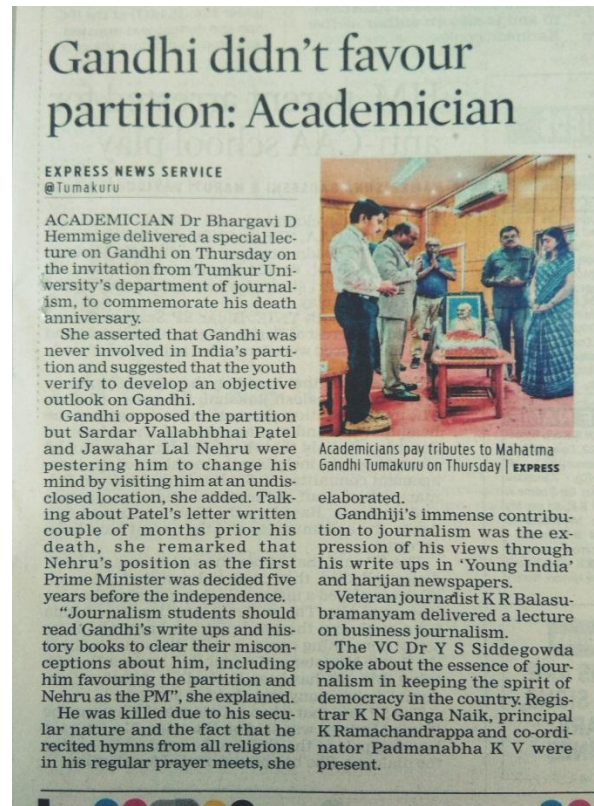 Gandhi didn't favour
partition: Academician
EXPRESS NEWS SERVICE
@Tumakuru
ACADEMICIAN Dr Bhargavi D
Hemmige delivered a special lec-
ture on Gandhi on Thursday on
the invitation from Tumkur Uni-
versity's department of journal-
ism, to commemorate his death
anniversary.
She asserted that Gandhi was
never involved in India's parti-
tion and suggested that the youth
verify to develop an objective
outlook on Gandhi.
Gandhi opposed the partition
but Sardar Vallabhbhai Patel
and Jawahar Lal Nehru were
pestering him to change his
mind by visiting him at an undis-
closed location, she added. Talk-
ing about Patel's letter written
couple of months prior his
death, she remarked that
Nehru's position as the first
Prime Minister was decided five
years before the independence.
"Journalism students should
read Gandhi's write ups and his-
tory books to clear their miscon-
ceptions about him, including
him favouring the partition and
Nehru as the PM", she explained.
He was killed due to his secu-
lar nature and the fact that he
recited hymns from all religions
in his regular prayer meets, she
Academicians pay tributes to Mahatma
Gandhi Tumakuru on Thursday | EXPRESS
elaborated.
Gandhiji's immense contribu-
tion to journalism was the ex-
pression of his views through
his write ups in 'Young India'
and harijan newspapers.
Veteran journalist K R Balasu-
bramanyam delivered a lecture
on business journalism.
The VC Dr Y S Siddegowda
spoke about the essence of jour-
nalism in keeping the spirit of
democracy in the country. Regis-
trar K N Ganga Naik, principal
K Ramachandrappa and co-ordi-
nator Padmanabha K V were
present.